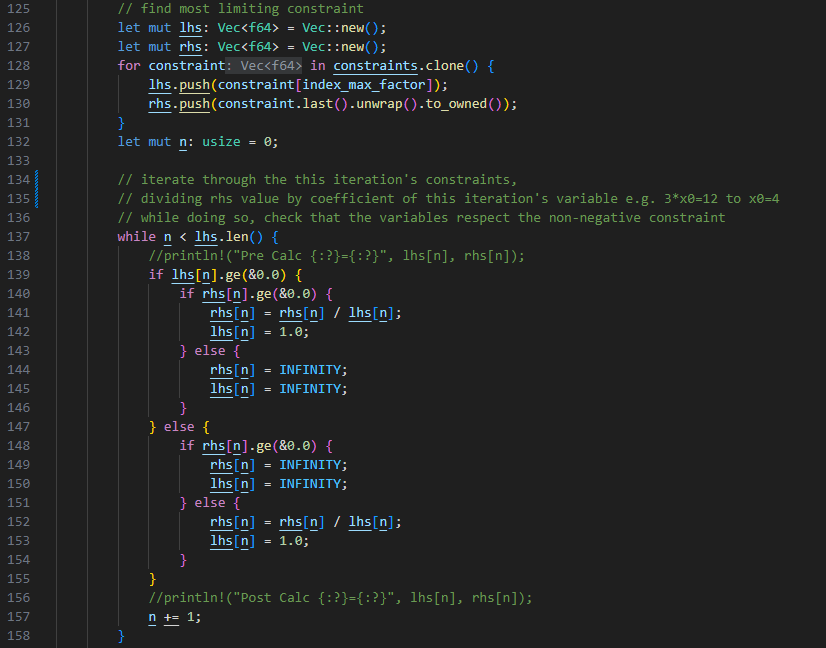 125 // find most limiting constraint
126 let mut lhs: Vec<f64> = Vec::new();
127 let mut rhs: Vec<f64> = Vec::new();
128 for constraint: Vec<f64> in constraints.clone() {
129 lhs.push(constraint[index_max_factor]);
130 rhs.push(constraint.last().unwrap().to_owned());
131 }
132 let mut n: usize = 0;
133
134 // iterate through the this iteration's constraints,
135 // dividing rhs value by coefficient of this iteration's variable e.g. 3*x0=12 to x0=4
136 // while doing so, check that the variables respect the non-negative constraint
137 while n < lhs.len() {
138 //println!("Pre Calc {:?}={:?}", lhs[n], rhs[n]);
139 if lhs[n].ge(&0.0) {
140 if rhs[n].ge(&0.0) {
141 rhs[n] = rhs[n] / lhs[n];
142 lhs[n] = 1.0;
143 } else {
144 rhs[n] = INFINITY;
145 lhs[n] = INFINITY;
146 }
147 } else {
148 if rhs[n].ge(&0.0) {
149 rhs[n] = INFINITY;
150 lhs[n] = INFINITY;
151 } else {
152 rhs[n] = rhs[n] / lhs[n];
153 lhs[n] = 1.0;
154 }
155 }
156 //println!("Post Calc {:?}={:?}", lhs[n], rhs[n]);
157 n += 1;
158 }